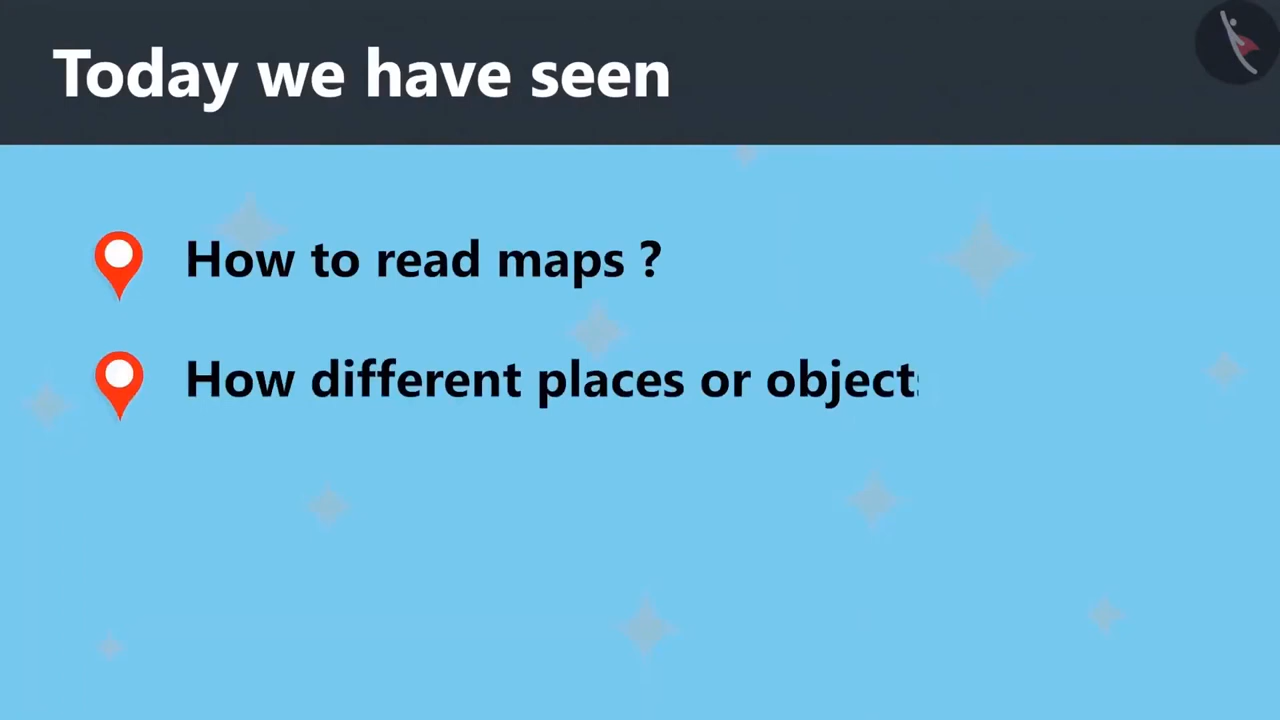 Today we have seen
How to read maps ?
How different places or objects